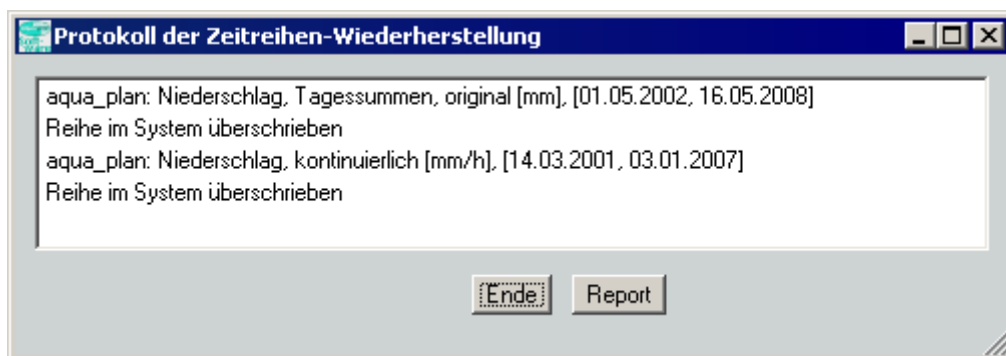 Protokoll der Zeitreihen-Wiederherstellung
aqua_plan: Niederschlag, Tagessummen, original [mm], [01.05.2002, 16.05.2008]
Reihe im System überschrieben
aqua_plan: Niederschlag, kontinuierlich [mm/h], [14.03.2001, 03.01.2007]
Reihe im System überschrieben
Ende Report